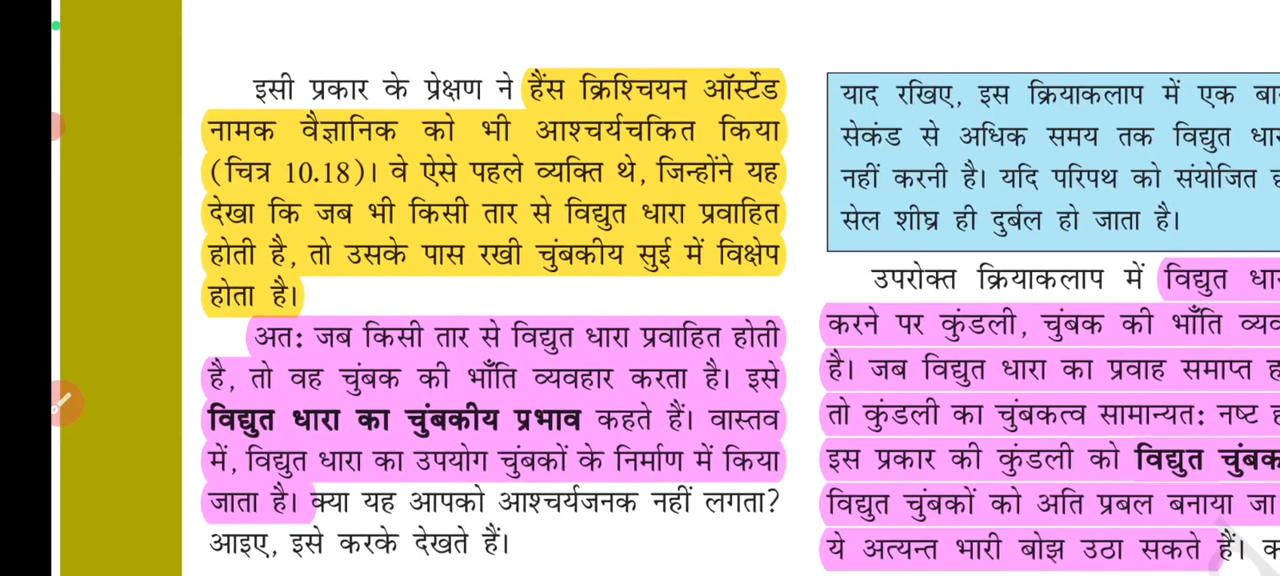 इसी प्रकार के प्रेक्षण ने हैंस क्रिश्चियन ऑर्स्टेड
नामक वैज्ञानिक को भी आश्चर्यचकित किया
(चित्र 10.18)। वे ऐसे पहले व्यक्ति थे, जिन्होंने यह
देखा कि जब भी किसी तार से विद्युत धारा प्रवाहित
होती है, तो उसके पास रखी चुंबकीय सुई में विक्षेप
होता है।
अत: जब किसी तार से विद्युत धारा प्रवाहित होती
है, तो वह चुंबक की भाँति व्यवहार करता है। इसे
विद्युत धारा का चुंबकीय प्रभाव कहते हैं। वास्तव
में, विद्युत धारा का उपयोग चुंबकों के निर्माण में किया
जाता है। क्या यह आपको आश्चर्यजनक नहीं लगता?
आइए, इसे करके देखते हैं।
याद रखिए, इस क्रियाकलाप में एक
सेकंड से अधिक समय तक विद्युत
नहीं करनी है। यदि परिपथ को संयोजित
सेल शीघ्र ही दुर्बल हो जाता है।
उपरोक्त क्रियाकलाप में विद्युत
करने पर कुंडली, चुंबक की भाँति
है। जब विद्युत धारा का प्रवाह समाप्त
तो कुंडली का चुंबकत्व सामान्यत: नष्ट
इस प्रकार की कुंडली को विद्युत चुंबक
विद्युत चुंबकों को अति प्रबल बनाया जा
ये अत्यन्त भारी बोझ उठा सकते हैं।